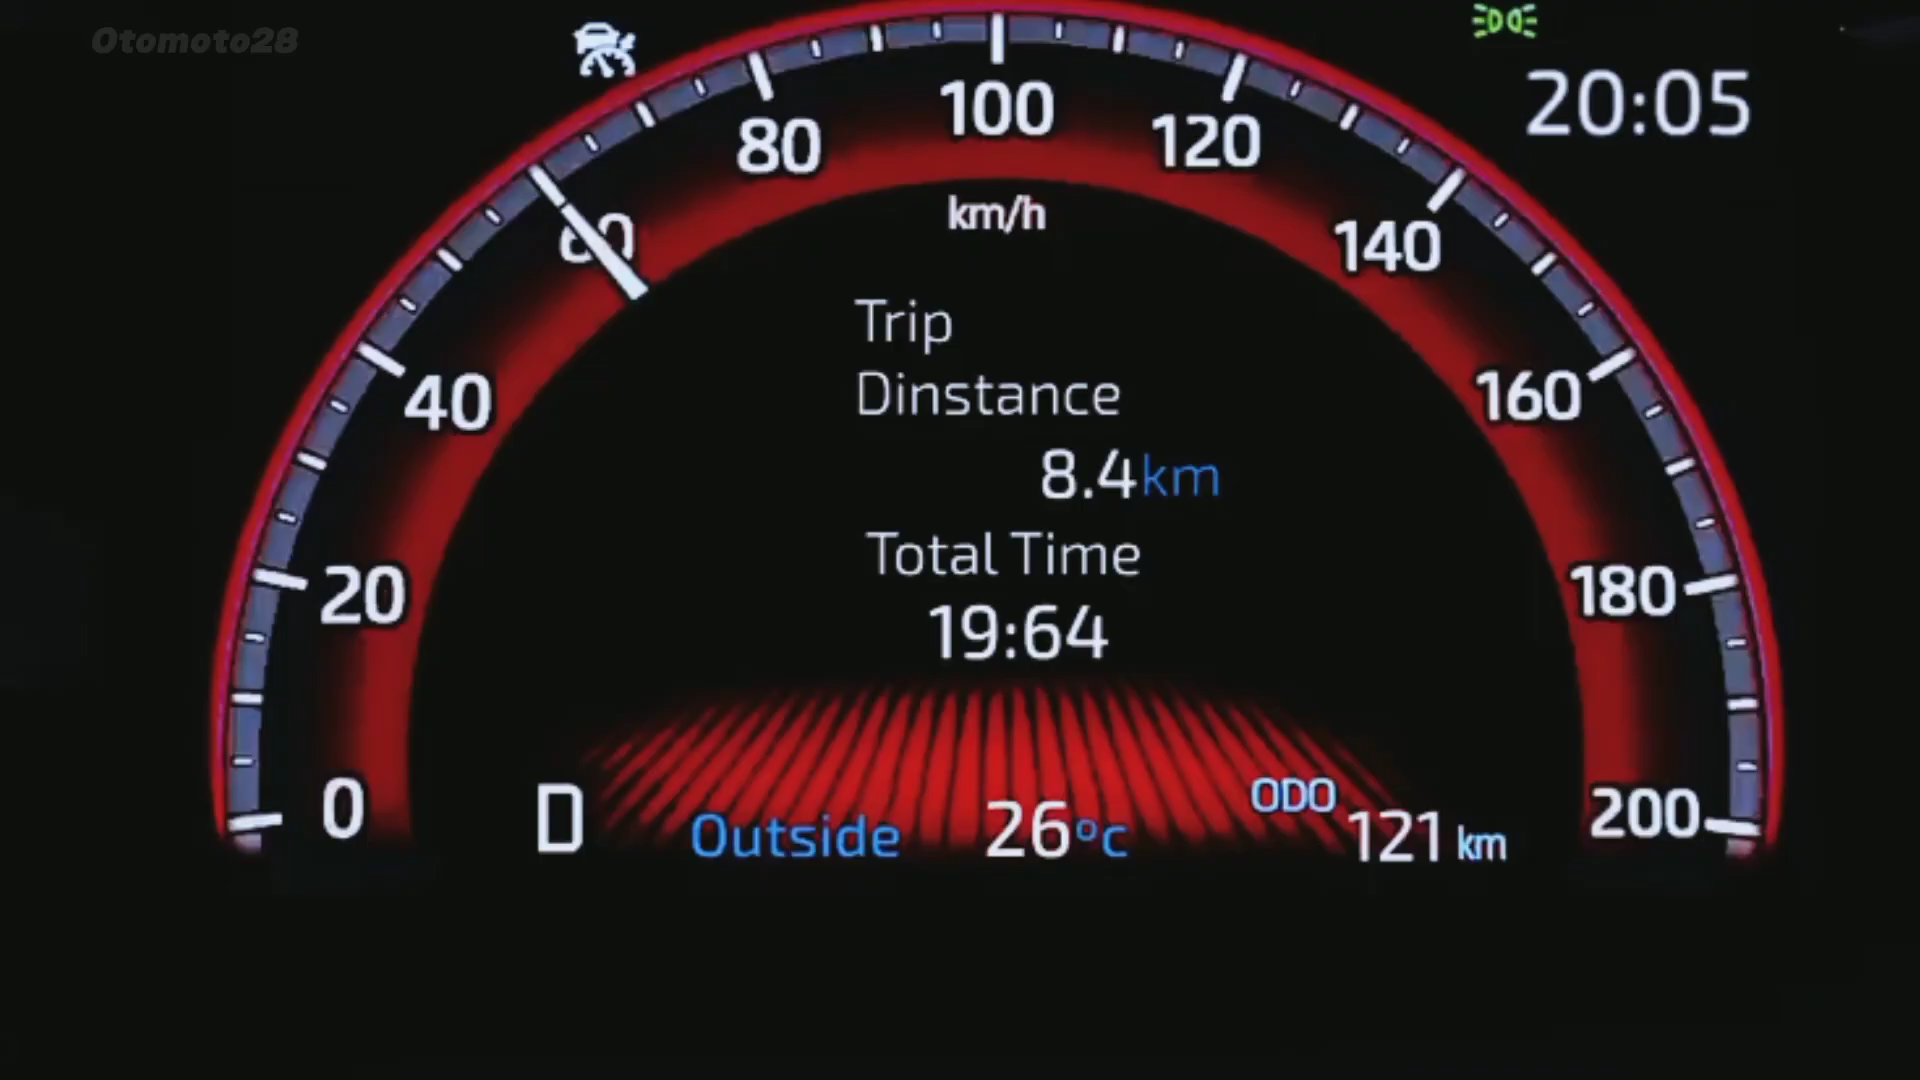 Otomoto28
20:05
0
20
40
60
80
100
120
140
160
180
200
km/h
Trip
Dinstance
8.4km
Total Time
19:64
D
Outside 26°c
ODO
121 km